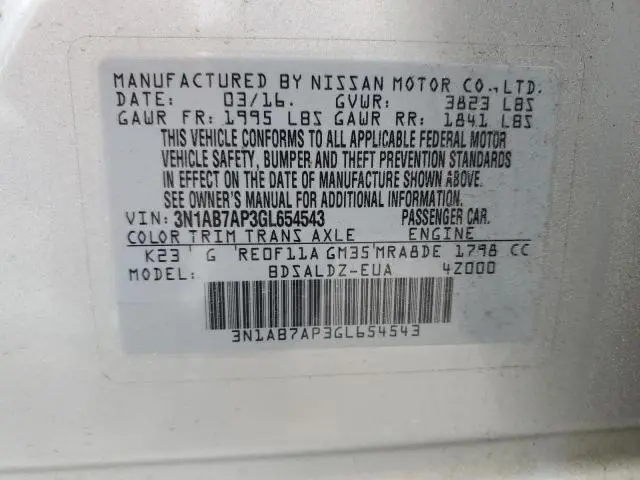 MANUFACTURED BY NISSAN MOTOR CO., LTD.
DATE: 03/16. GVWR: 3823 LBS
GAWR FR: 1995 LBS GAWR RR: 1841 LBS
THIS VEHICLE CONFORMS TO ALL APPLICABLE FEDERAL MOTOR
VEHICLE SAFETY, BUMPER AND THEFT PREVENTION STANDARDS
IN EFFECT ON THE DATE OF MANUFACTURE SHOWN ABOVE.
SEE OWNER'S MANUAL FOR ADDITIONAL INFORMATION.
VIN: 3N1AB7AP3GL654543 PASSENGER CAR.
COLOR TRIM TRANS AXLE ENGINE
K23 G RE0F11A GM35 MRA8DE 1798 CC
MODEL: BDSALDZ-EUA 4Z000
3N1AB7AP3GL654543